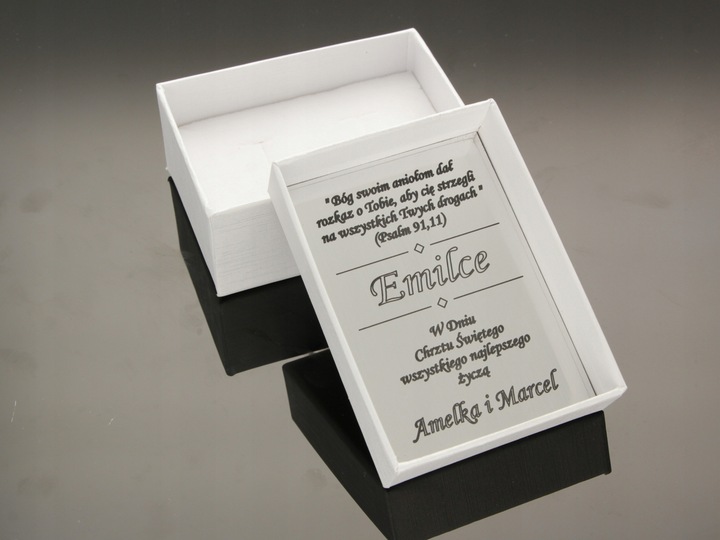 "Bóg swoim aniołom dał
rozkaz o Tobie, aby cię strzegli
na wszystkich Twych drogach"
(Psalm 91,11)
Emilce
W Dniu
Chrztu Świętego
wszystkiego najlepszego
życzą
Amelka i Marcel